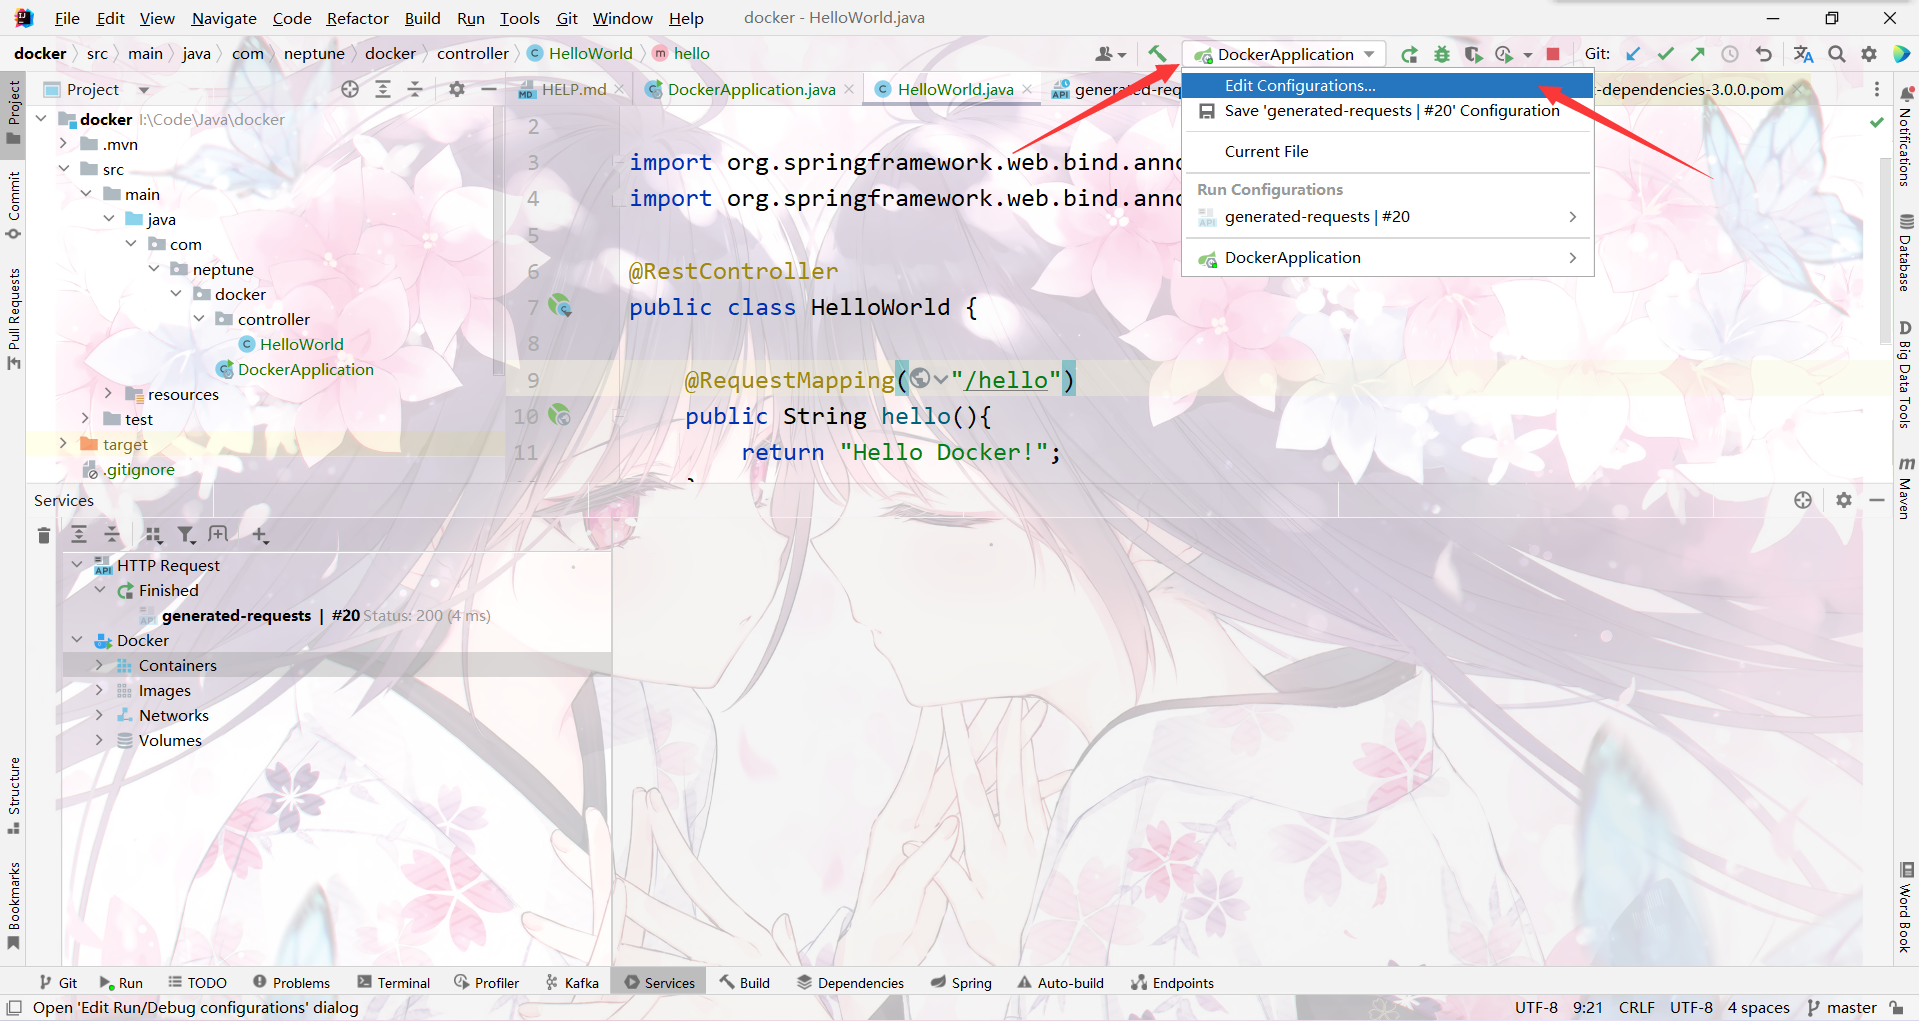 File Edit View Navigate Code Refactor Build Run Tools Git Window Help docker - HelloWorld.java
docker src main java com neptune docker controller HelloWorld hello DockerApplication Git:
Project
HELP.md DockerApplication.java HelloWorld.java generated-req -dependencies-3.0.0.pom
Edit Configurations...
Save 'generated-requests | #20' Configuration
Current File
Run Configurations
generated-requests | #20
DockerApplication
docker I:\Code\Java\docker
.mvn
src
main
java
com
neptune
docker
controller
HelloWorld
DockerApplication
resources
test
target
.gitignore
2
3 import org.springframework.web.bind.anno
4 import org.springframework.web.bind.anno
5
6 @RestController
7 public class HelloWorld {
8
9 @RequestMapping("/hello")
10 public String hello(){
11 return "Hello Docker!";
Project
Commit
Pull Requests
Structure
Bookmarks
Notifications
Database
D Big Data Tools
m Maven
Word Book
Services
HTTP Request
Finished
generated-requests | #20 Status: 200 (4 ms)
Docker
Containers
Images
Networks
Volumes
Git Run TODO Problems Terminal Profiler Kafka Services Build Dependencies Spring Auto-build Endpoints
Open 'Edit Run/Debug configurations' dialog UTF-8 9:21 CRLF UTF-8 4 spaces master